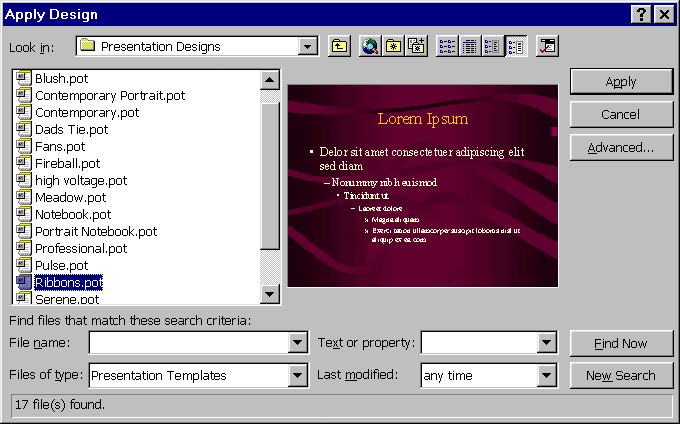 Apply Design
Look in: Presentation Designs
Blush.pot
Contemporary Portrait.pot
Contemporary.pot
Dads Tie.pot
Fans.pot
Fireball.pot
high voltage.pot
Meadow.pot
Notebook.pot
Portrait Notebook.pot
Professional.pot
Pulse.pot
Ribbons.pot
Serene.pot
Lorem Ipsum
• Delor sit amet consectetuer adipiscing elit
sed diam
– Nonummy nibh euismod
• Tincidunt ut
– Laoreet dolore
» Magna aliquam
» Exerci tation ullamcorper suscipit lobortis nisl ut
aliquip ex ea com
Apply
Cancel
Advanced...
Find files that match these search criteria:
File name: Text or property: Find Now
Files of type: Presentation Templates Last modified: any time New Search
17 file(s) found.